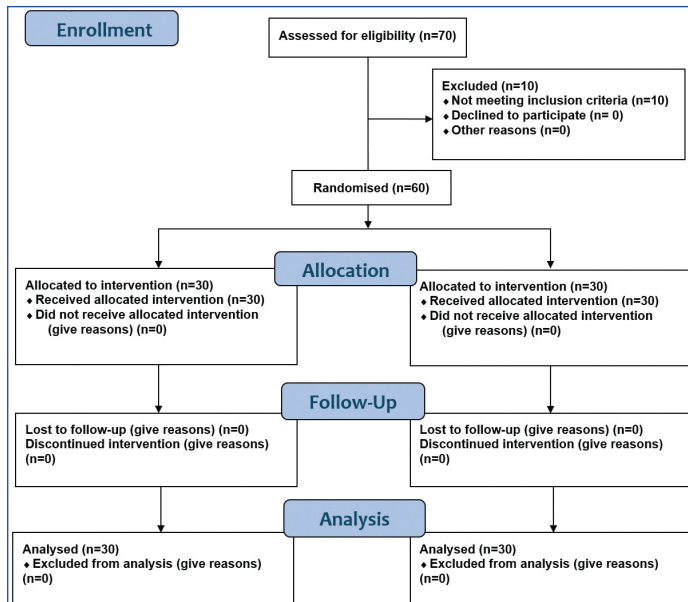 Enrollment
Assessed for eligibility (n=70)
Excluded (n=10)
♦ Not meeting inclusion criteria (n=10)
♦ Declined to participate (n= 0)
♦ Other reasons (n=0)
Randomised (n=60)
Allocation
Allocated to intervention (n=30)
♦ Received allocated intervention (n=30)
♦ Did not receive allocated intervention
(give reasons) (n=0)
Allocated to intervention (n=30)
♦ Received allocated intervention (n=30)
♦ Did not receive allocated intervention
(give reasons) (n=0)
Follow-Up
Lost to follow-up (give reasons) (n=0)
Discontinued intervention (give reasons)
(n=0)
Lost to follow-up (give reasons) (n=0)
Discontinued intervention (give reasons)
(n=0)
Analysis
Analysed (n=30)
♦ Excluded from analysis (give reasons)
(n=0)
Analysed (n=30)
♦ Excluded from analysis (give reasons)
(n=0)